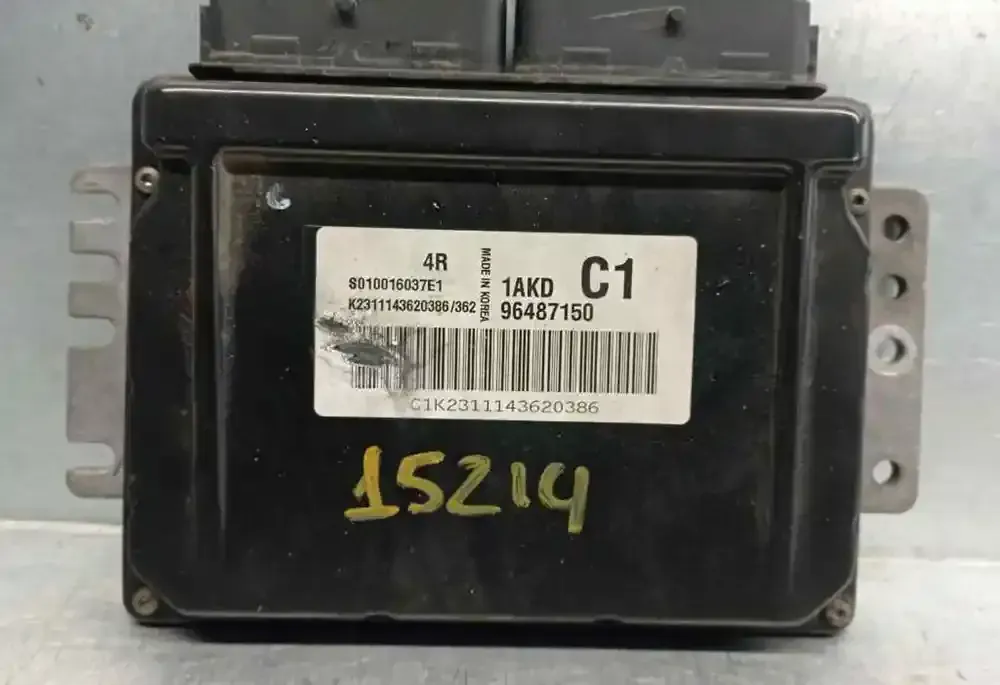 4R
S010016037E1
K2311143620386/362
MADE IN KOREA
1AKD C1
96487150
C1K2311143620386
15214